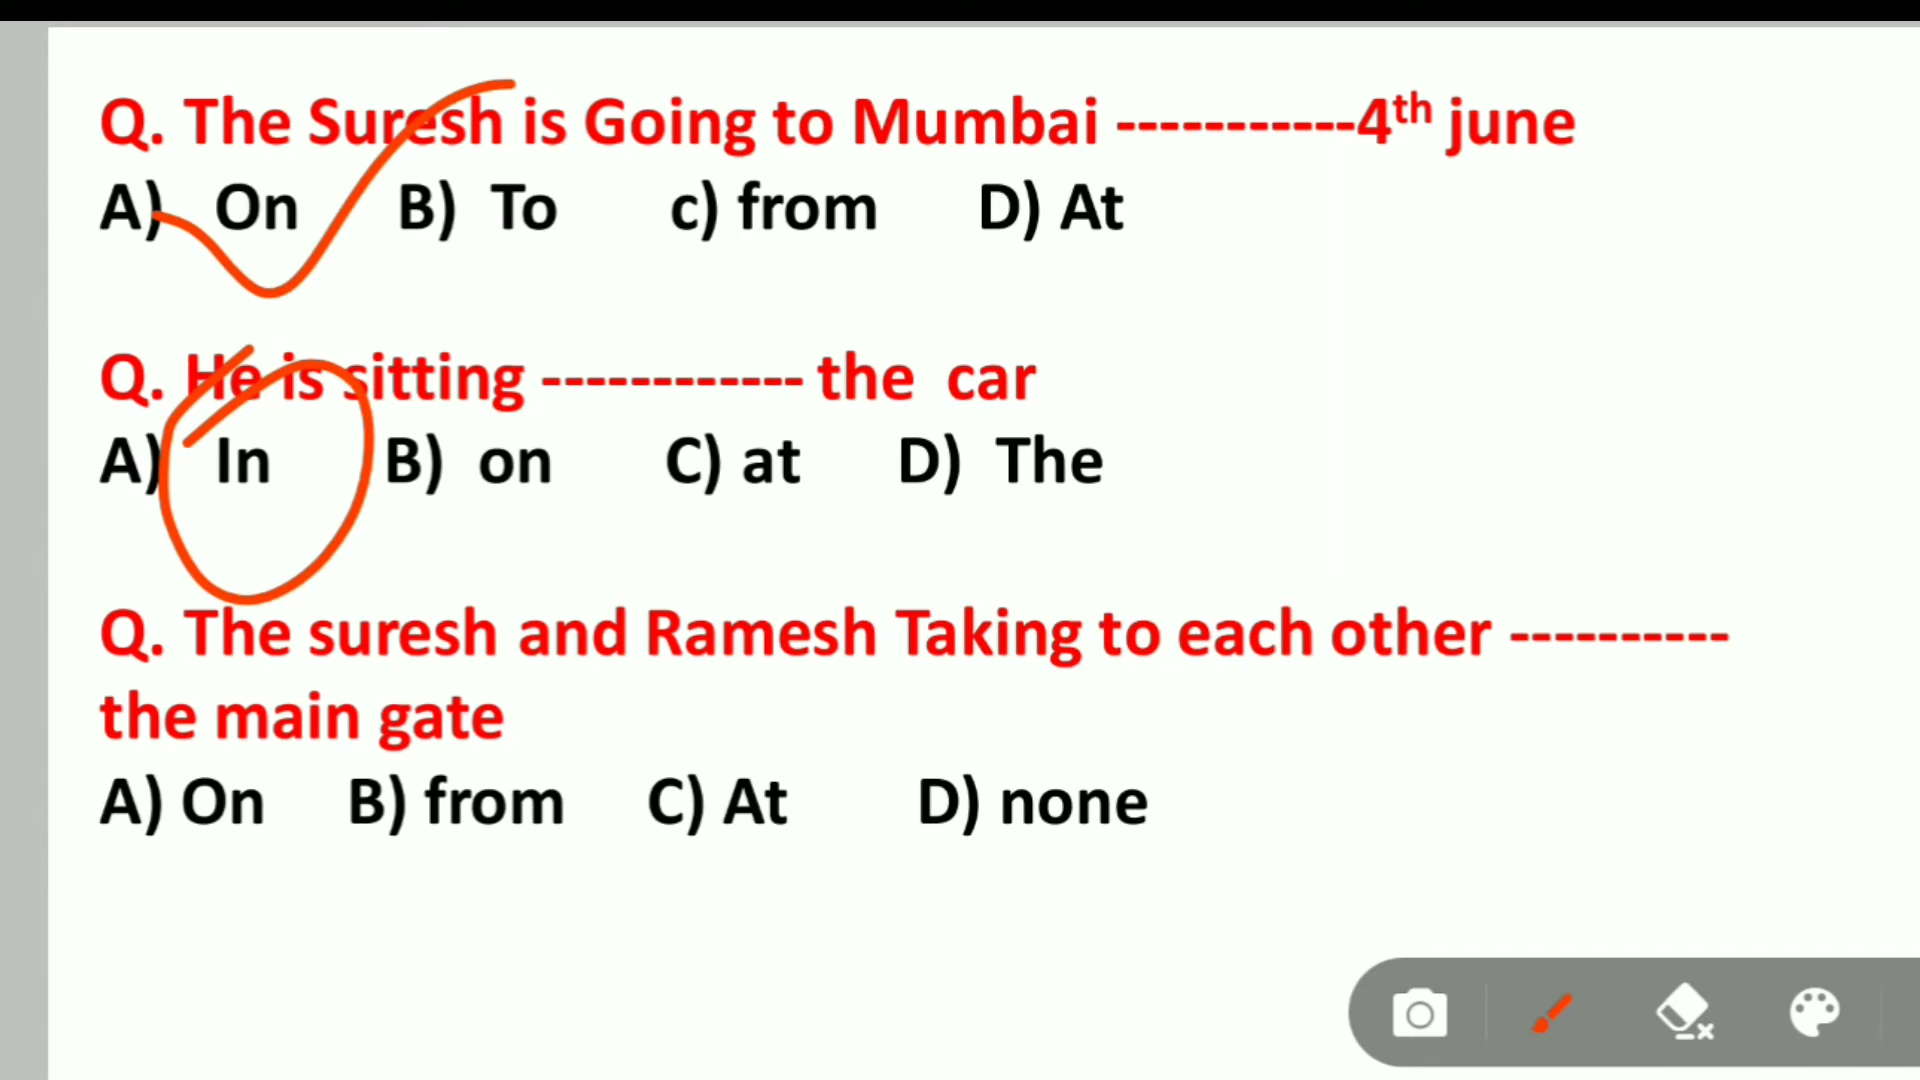 Q. The Suresh is Going to Mumbai -----------4th june
A) On B) To c) from D) At
Q. He is sitting ------------ the car
A) In B) on C) at D) The
Q. The suresh and Ramesh Taking to each other ----------
the main gate
A) On B) from C) At D) none